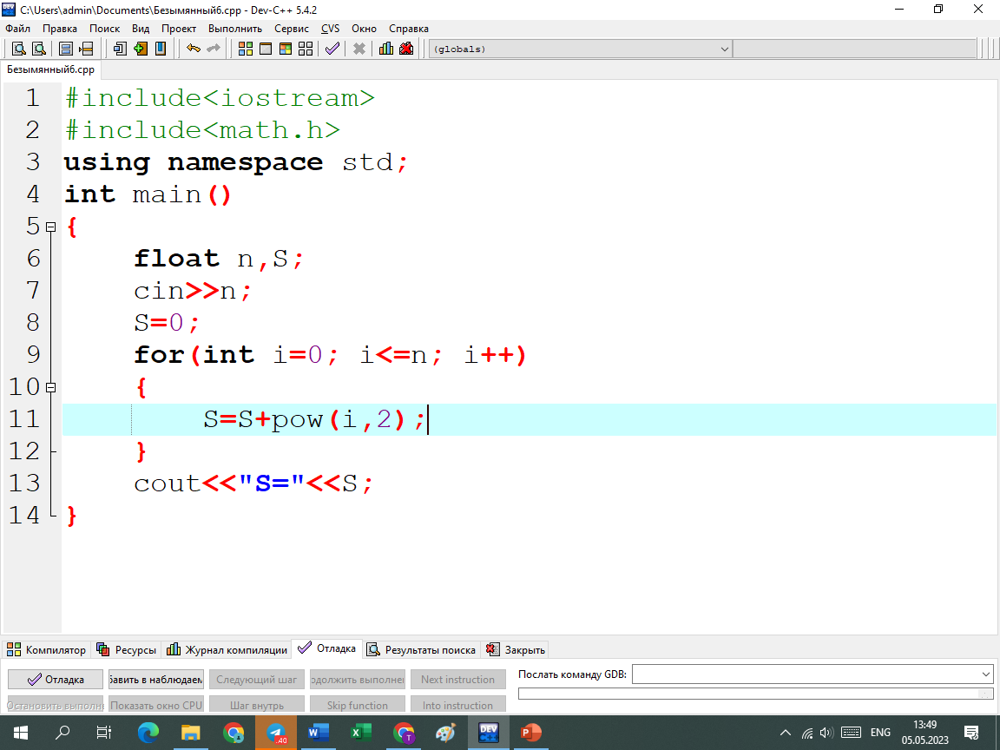 C:\Users\admin\Documents\Безымянный6.cpp - Dev-C++ 5.4.2
Файл Правка Поиск Вид Проект Выполнить Сервис CVS Окно Справка
(globals)
Безымянный6.cpp
1 #include<iostream>
2 #include<math.h>
3 using namespace std;
4 int main()
5 {
6 float n,S;
7 cin>>n;
8 S=0;
9 for(int i=0; i<=n; i++)
10 {
11 S=S+pow(i,2);
12 }
13 cout<<"S="<<S;
14 }
Компилятор Ресурсы Журнал компиляции Отладка Результаты поиска Закрыть
Отладка бавить в наблюдаем Следующий шаг одолжить выполнен Next instruction Послать команду GDB:
Остановить выполне Показать окно CPU Шаг внутрь Skip function Into instruction
40 DEV T
ENG 13:49
05.05.2023